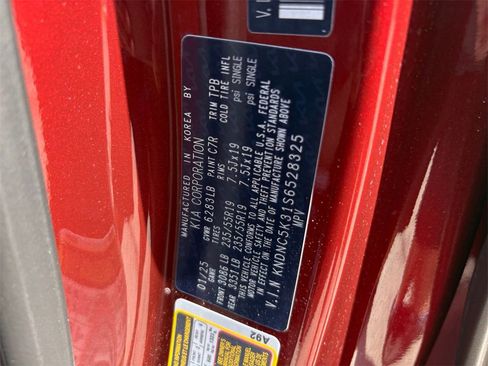 MANUFACTURED IN KOREA BY
KIA CORPORATION
01/25 GVWR 6283LB PAINT C7R TRIM TPB
GAWR TIRES RIMS COLD TIRE INFL
FRONT 3086LB 235/55R19 7.5Jx19 psi SINGLE
REAR 3351LB 235/55R19 7.5Jx19 psi SINGLE
THIS VEHICLE CONFORMS TO ALL APPLICABLE U.S.A. FEDERAL
MOTOR VEHICLE SAFETY AND THEFT PREVENTION STANDARDS
IN EFFECT ON THE DATE OF MANUFACTURE SHOWN ABOVE
V.I.N KNDNC5K31S6528325
MPV
A92
V.I